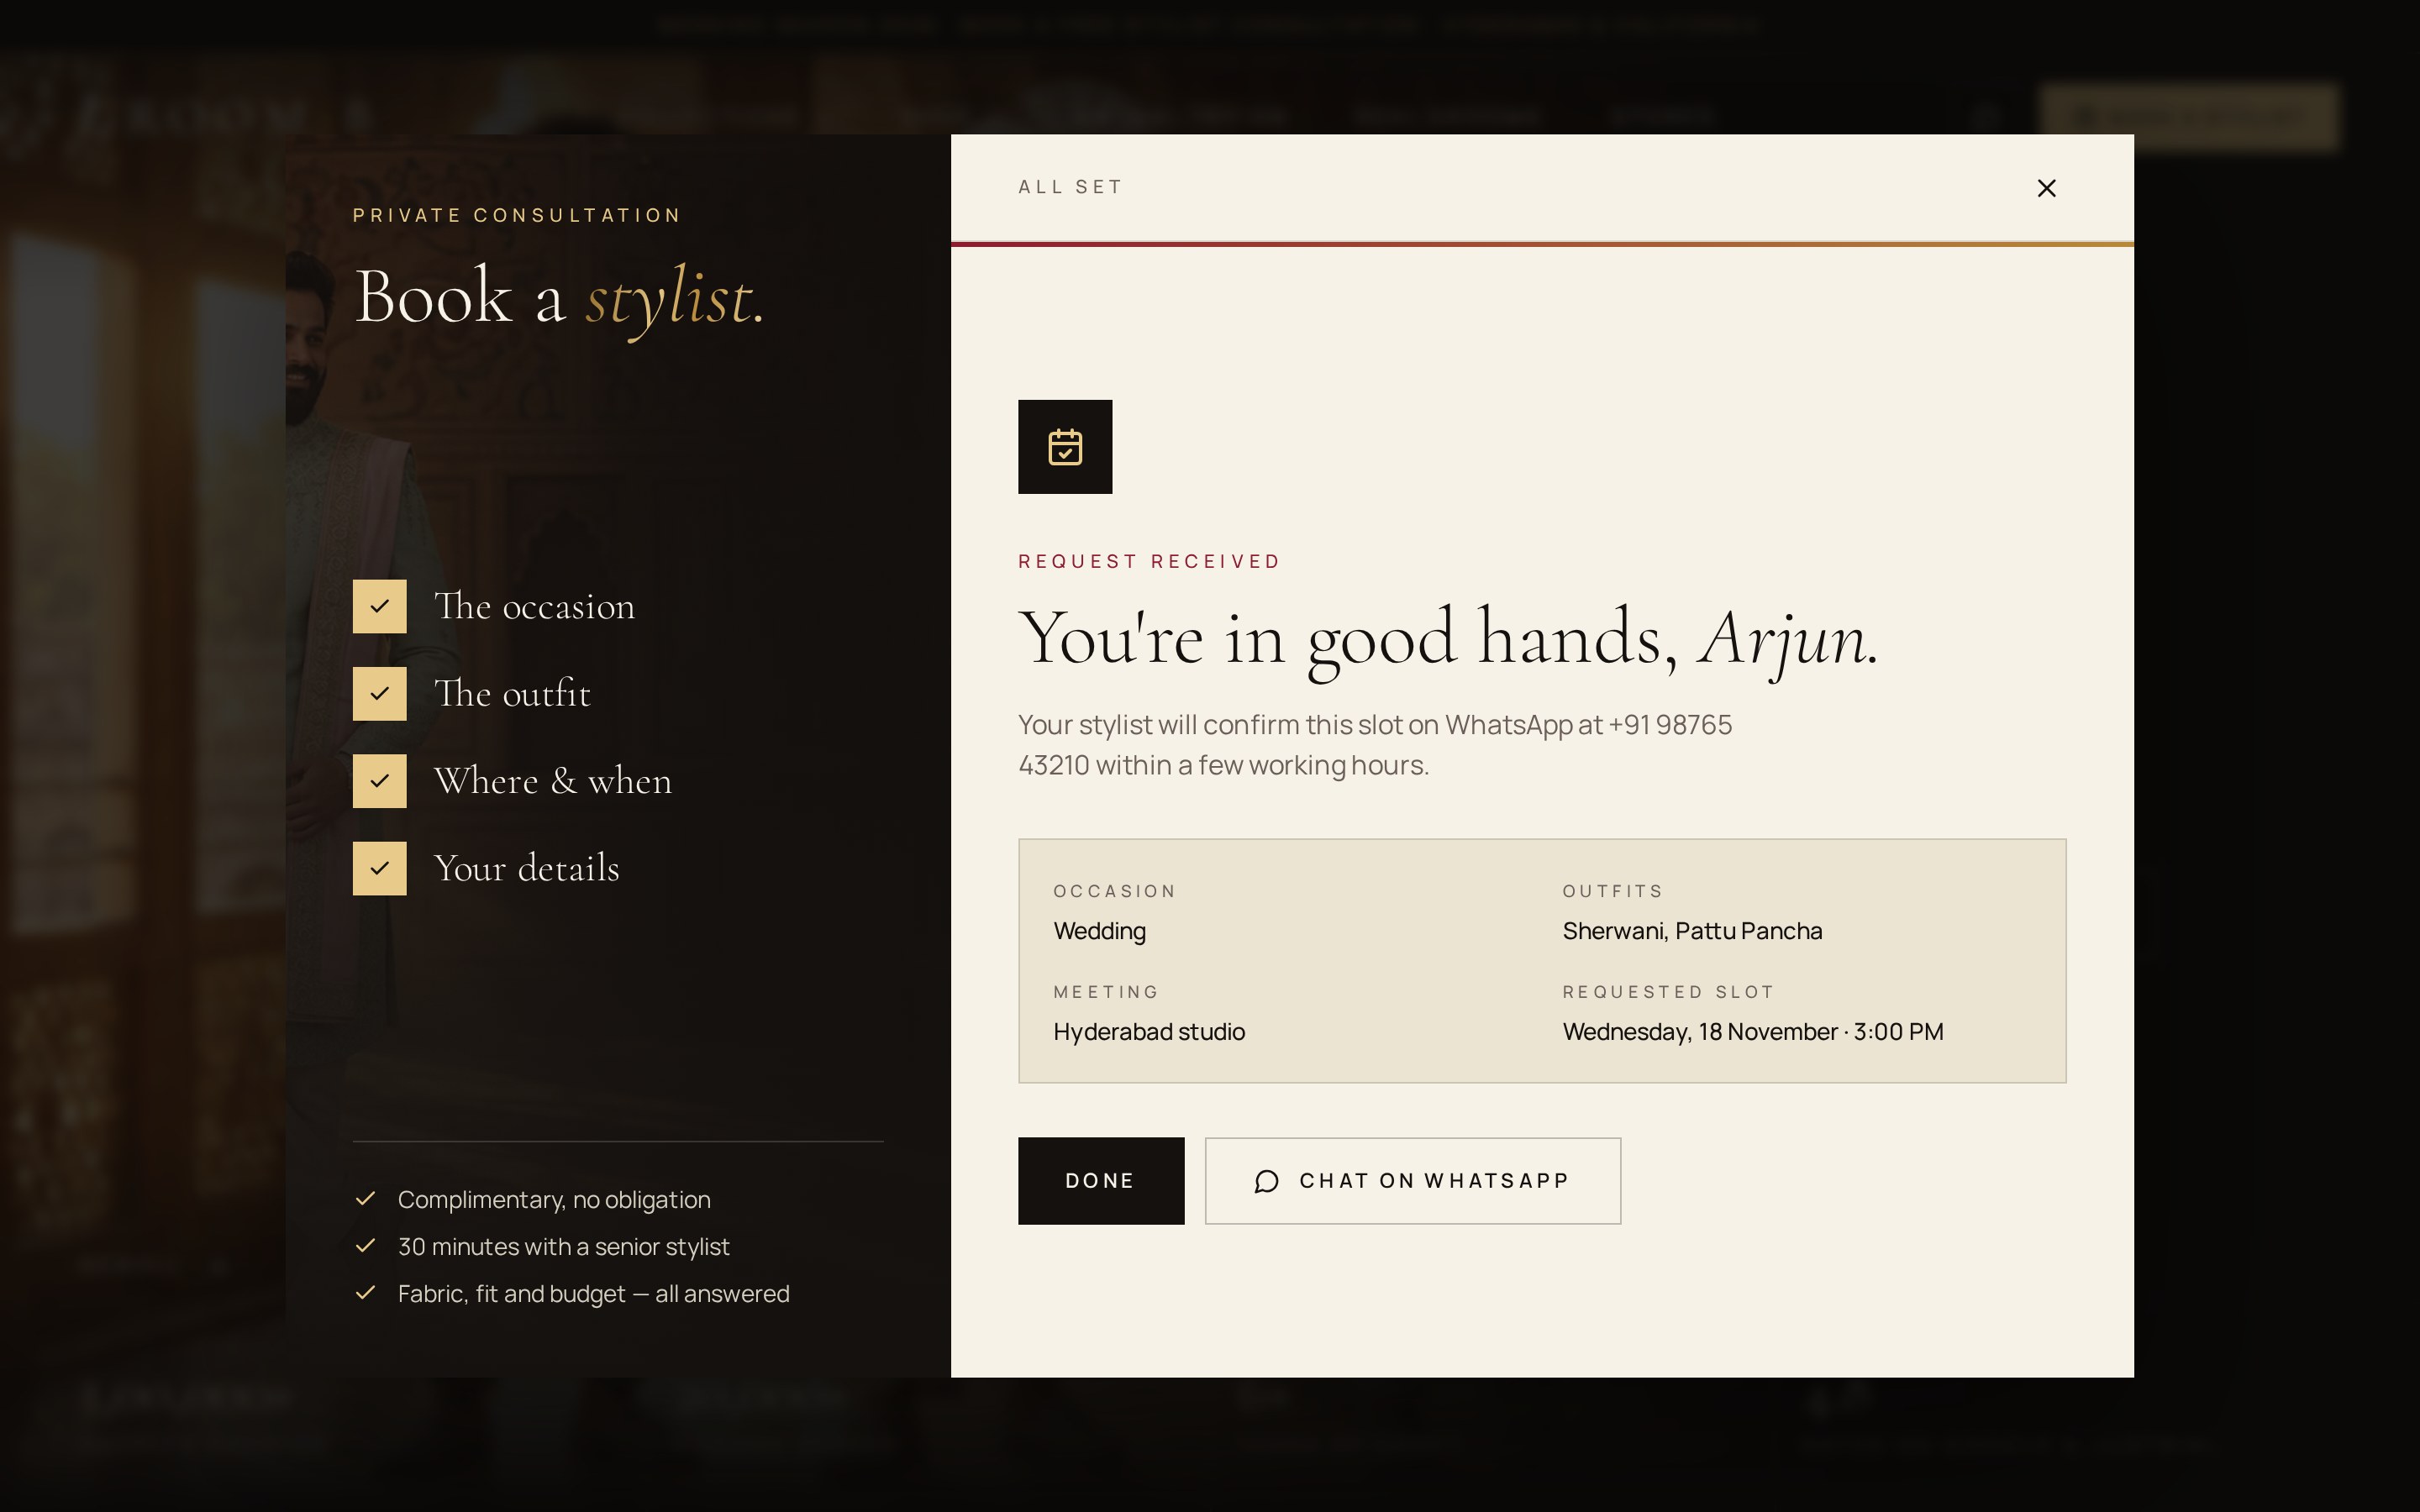 PRIVATE CONSULTATION
Book a stylist.
The occasion
The outfit
Where & when
Your details
Complimentary, no obligation
30 minutes with a senior stylist
Fabric, fit and budget — all answered
ALL SET
REQUEST RECEIVED
You're in good hands, Arjun.
Your stylist will confirm this slot on WhatsApp at +91 98765
43210 within a few working hours.
OCCASION
Wedding
OUTFITS
Sherwani, Pattu Pancha
MEETING
Hyderabad studio
REQUESTED SLOT
Wednesday, 18 November · 3:00 PM
DONE
CHAT ON WHATSAPP